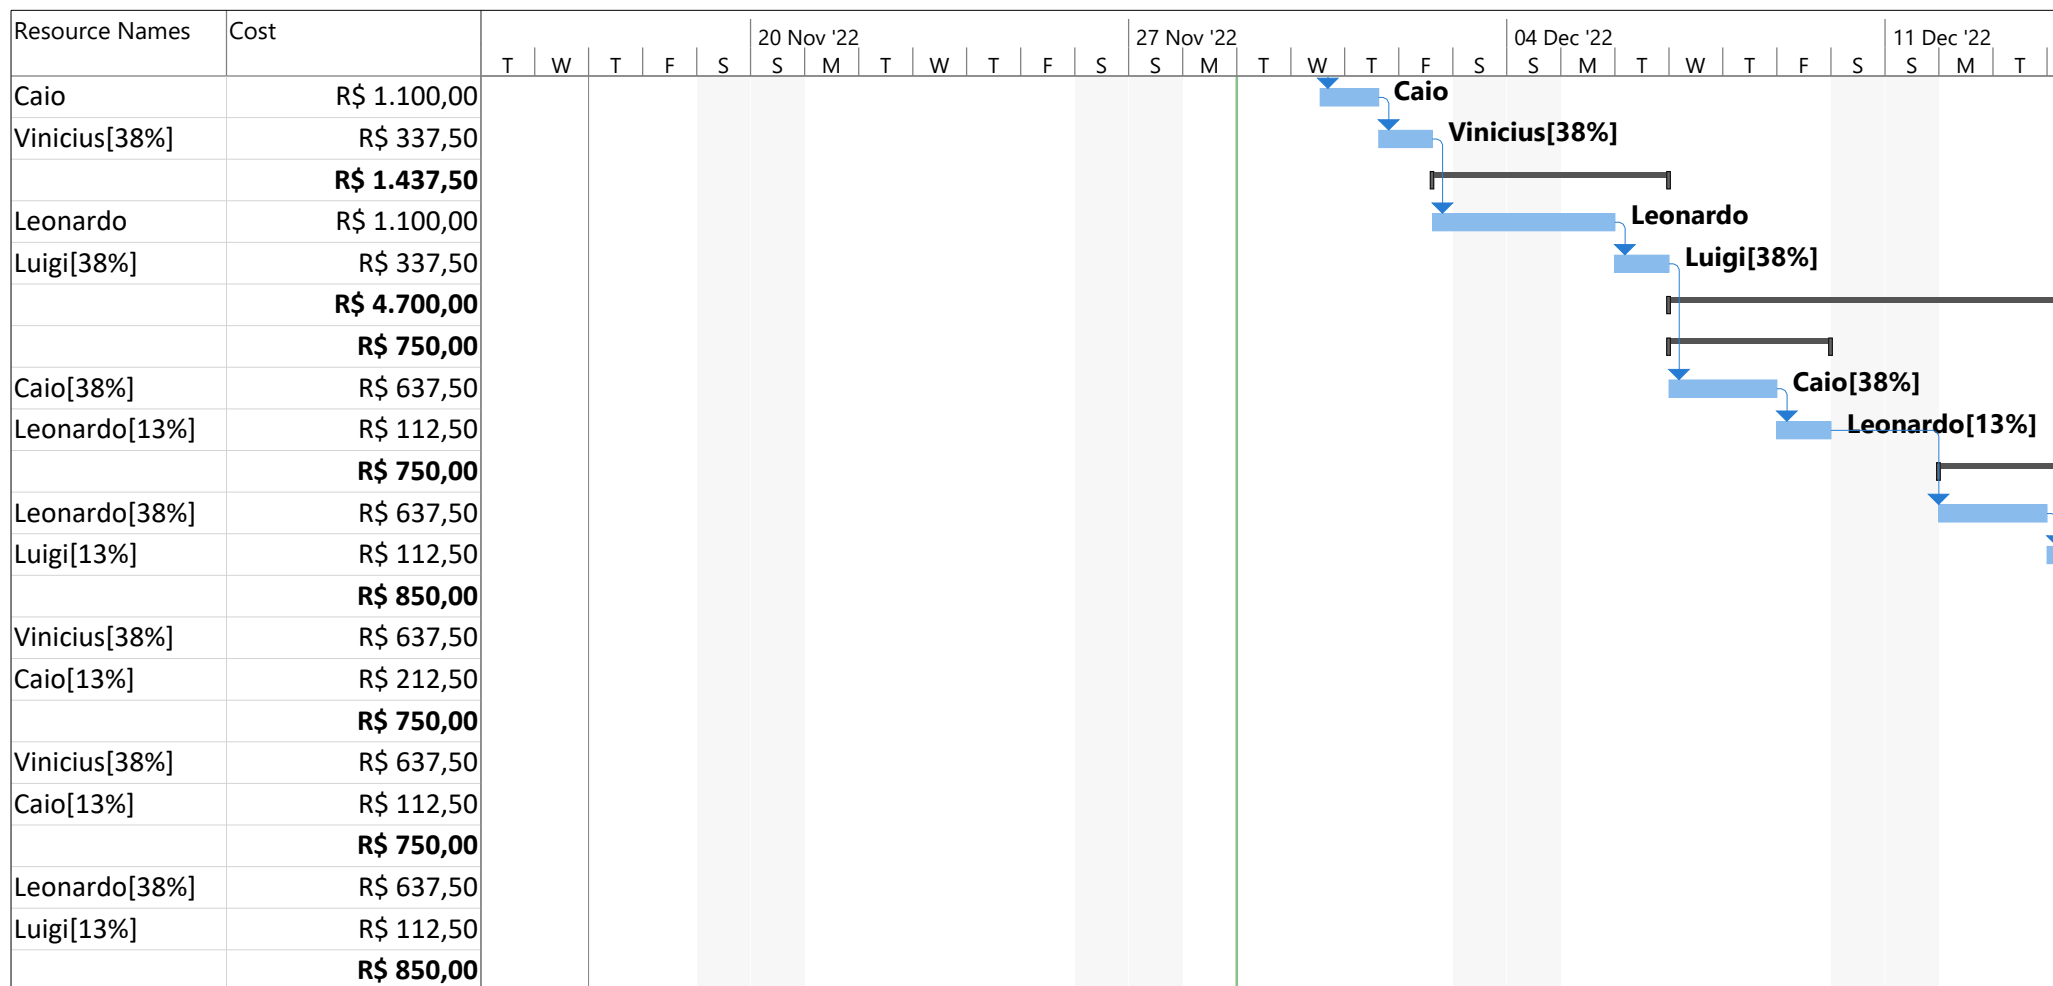 Resource Names Cost
20 Nov '22 27 Nov '22 04 Dec '22 11 Dec '22
T W T F S S M T W T F S S M T W T F S S M T W T F S S M T
Caio R$ 1.100,00 Caio
Vinicius[38%] R$ 337,50 Vinicius[38%]
R$ 1.437,50
Leonardo R$ 1.100,00 Leonardo
Luigi[38%] R$ 337,50 Luigi[38%]
R$ 4.700,00
R$ 750,00
Caio[38%] R$ 637,50 Caio[38%]
Leonardo[13%] R$ 112,50 Leonardo[13%]
R$ 750,00
Leonardo[38%] R$ 637,50
Luigi[13%] R$ 112,50
R$ 850,00
Vinicius[38%] R$ 637,50
Caio[13%] R$ 212,50
R$ 750,00
Vinicius[38%] R$ 637,50
Caio[13%] R$ 112,50
R$ 750,00
Leonardo[38%] R$ 637,50
Luigi[13%] R$ 112,50
R$ 850,00